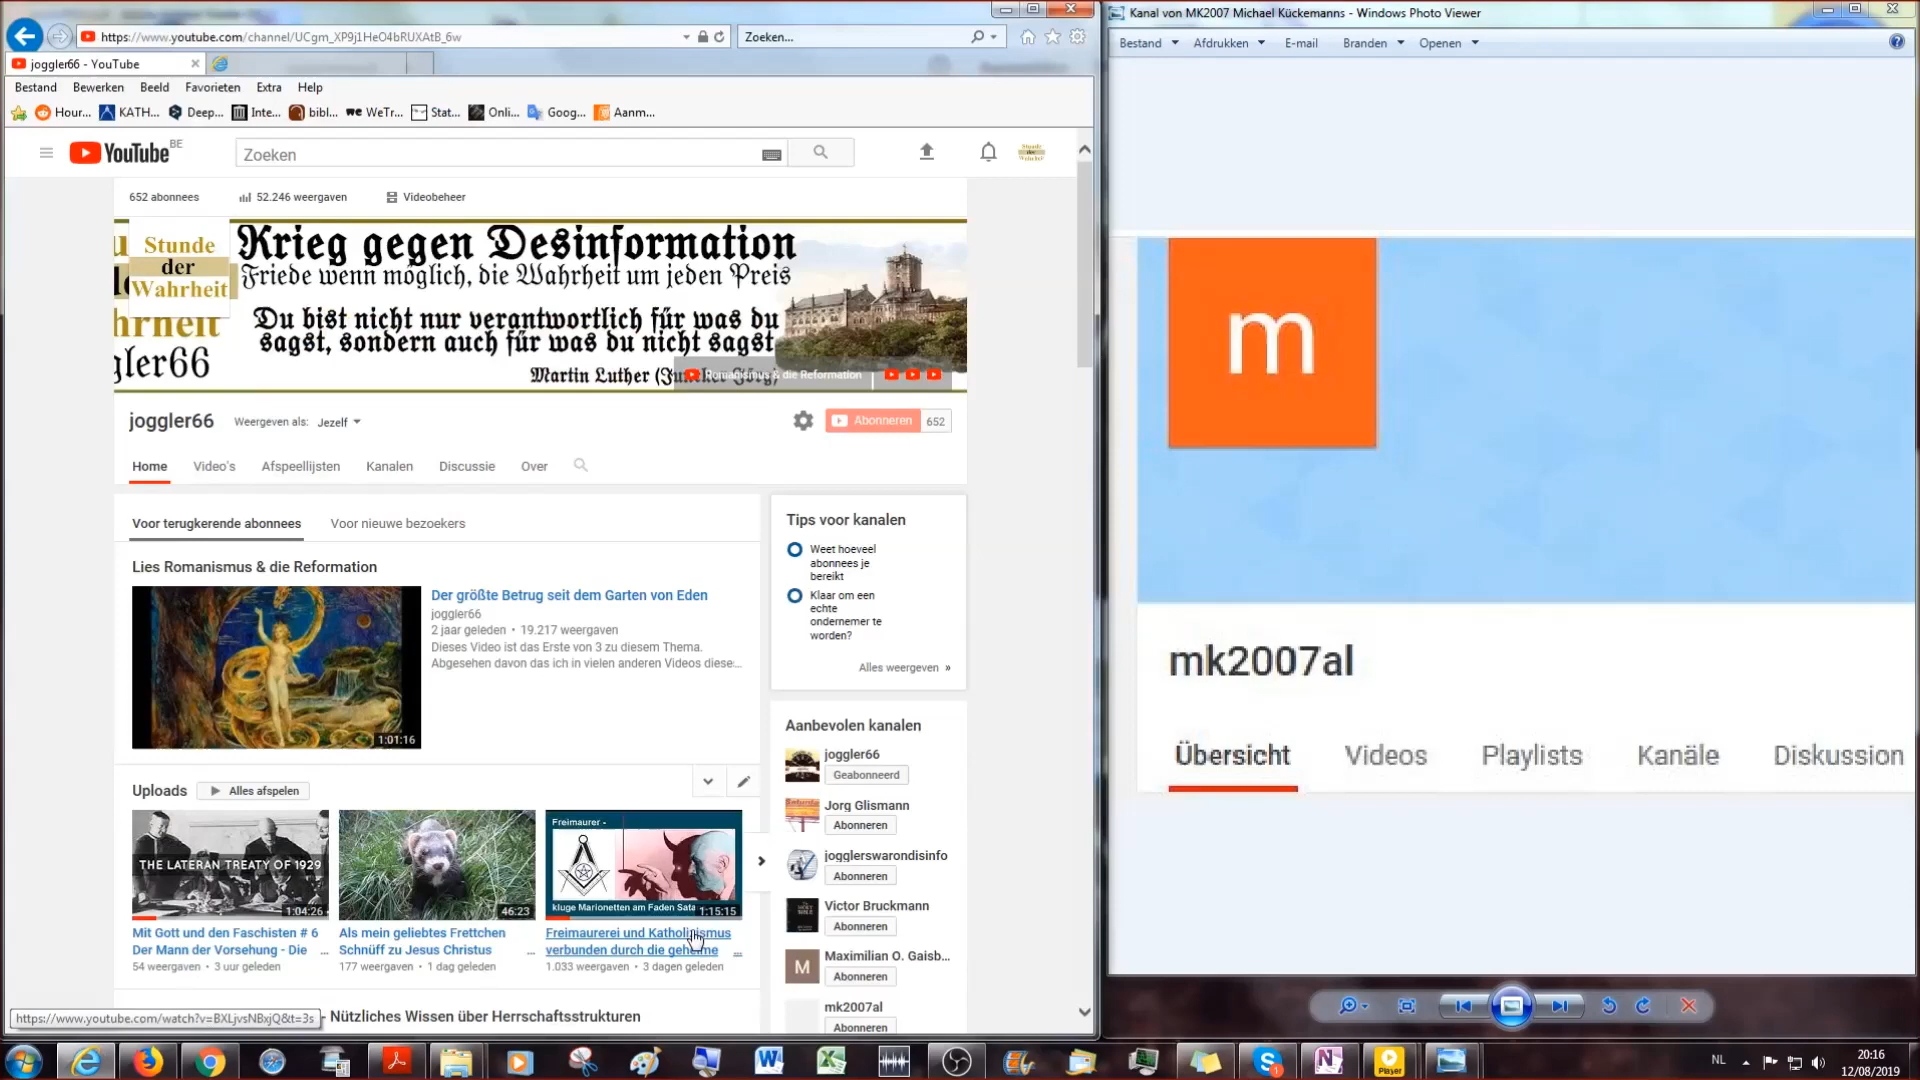 Kanal von MK2007 Michael Kückemanns - Windows Photo Viewer
https://www.youtube.com/channel/UCgm_XP9j1HeO4bRUXAtB_6w
Zoeken...
joggler66 - YouTube
Bestand Afdrukken E-mail Branden Openen
Bestand Bewerken Beeld Favorieten Extra Help
Hour... KATH... Deep... Inte... bibl... WeTr... Stat... Onli... Goog... Aanm...
YouTube BE
Zoeken
652 abonnees 52.246 weergaven Videobeheer
Stunde
der
Wahrheit
Krieg gegen Desinformation
Friede wenn möglich, die Wahrheit um jeden Preis
Du bist nicht nur verantwortlich für was du
sagst, sondern auch für was du nicht sagst
Martin Luther (Juncker Jörg)
Romanismus & die Reformation
hrheit
gler66
joggler66 Weergeven als: Jezelf
Abonneren 652
Home Video's Afspeellijsten Kanalen Discussie Over
Voor terugkerende abonnees Voor nieuwe bezoekers
Lies Romanismus & die Reformation
Der größte Betrug seit dem Garten von Eden
joggler66
2 jaar geleden • 19.217 weergaven
Dieses Video ist das Erste von 3 zu diesem Thema.
Abgesehen davon das ich in vielen anderen Videos diese...
1:01:16
Uploads Alles afspelen
THE LATERAN TREATY OF 1929
1:04:26
46:23
Freimaurer -
kluge Marionetten am Faden Sata
1:15:15
Mit Gott und den Faschisten # 6
Der Mann der Vorsehung - Die ...
54 weergaven • 3 uur geleden
Als mein geliebtes Frettchen
Schnüff zu Jesus Christus ...
177 weergaven • 1 dag geleden
Freimaurerei und Katholizismus
verbunden durch die geheime ...
1.033 weergaven • 3 dagen geleden
- Nützliches Wissen über Herrschaftsstrukturen
https://www.youtube.com/watch?v=BXLjvsNBxjQ&t=3s
Tips voor kanalen
Weet hoeveel
abonnees je
bereikt
Klaar om een
echte
ondernemer te
worden?
Alles weergeven »
Aanbevolen kanalen
joggler66
Geabonneerd
Jorg Glismann
Abonneren
jogglerswarondisinfo
Abonneren
Victor Bruckmann
Abonneren
M
Maximilian O. Gaisb...
Abonneren
mk2007al
Abonneren
m
mk2007al
Übersicht Videos Playlists Kanäle Diskussion
NL
20:16
12/08/2019
Player